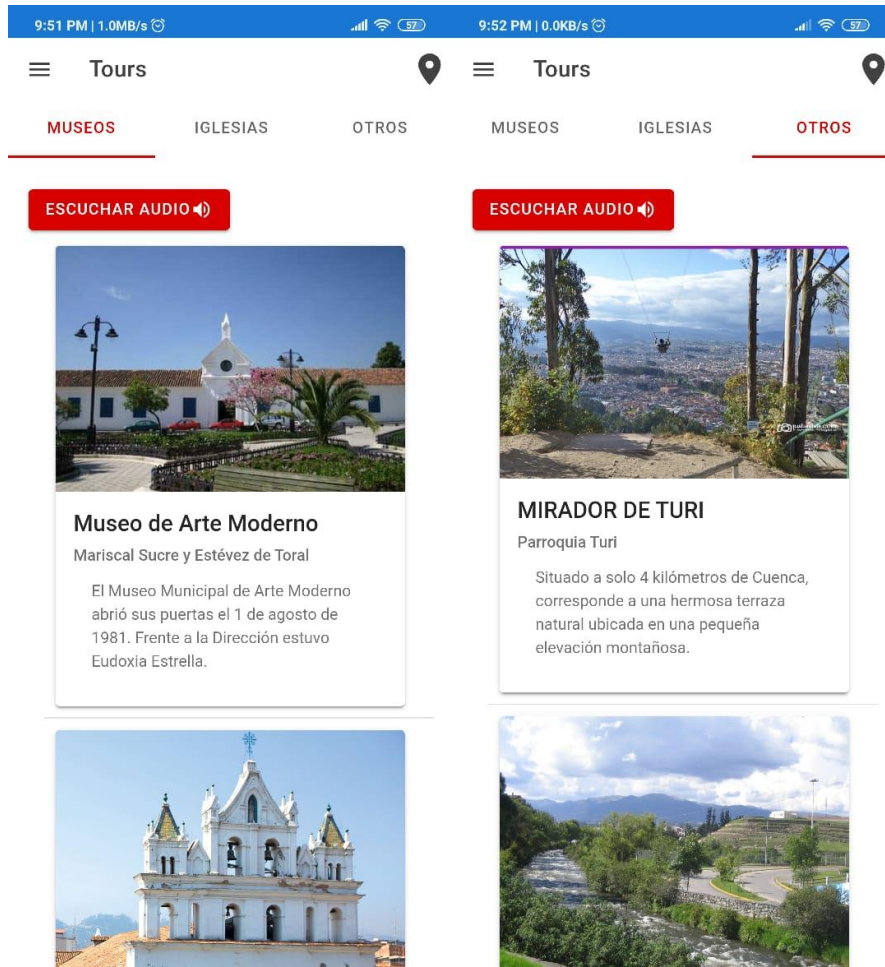 9:51 PM | 1.0MB/s
57
Tours
MUSEOS IGLESIAS OTROS
ESCUCHAR AUDIO
Museo de Arte Moderno
Mariscal Sucre y Estévez de Toral
El Museo Municipal de Arte Moderno
abrió sus puertas el 1 de agosto de
1981. Frente a la Dirección estuvo
Eudoxia Estrella.
9:52 PM | 0.0KB/s
57
Tours
MUSEOS IGLESIAS OTROS
ESCUCHAR AUDIO
MIRADOR DE TURI
Parroquia Turi
Situado a solo 4 kilómetros de Cuenca,
corresponde a una hermosa terraza
natural ubicada en una pequeña
elevación montañosa.